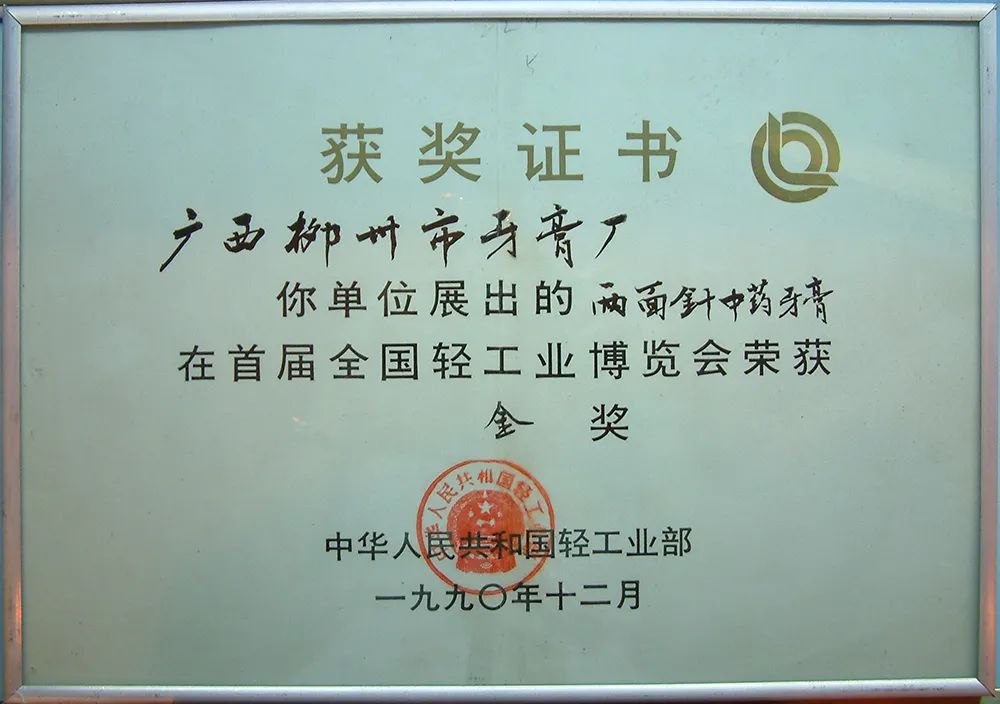 获奖证书
广西柳州市牙膏厂
你单位展出的两面針中药牙膏
在首届全国轻工业博览会荣获
金奖
中华人民共和国轻工业部
一九九〇年十二月